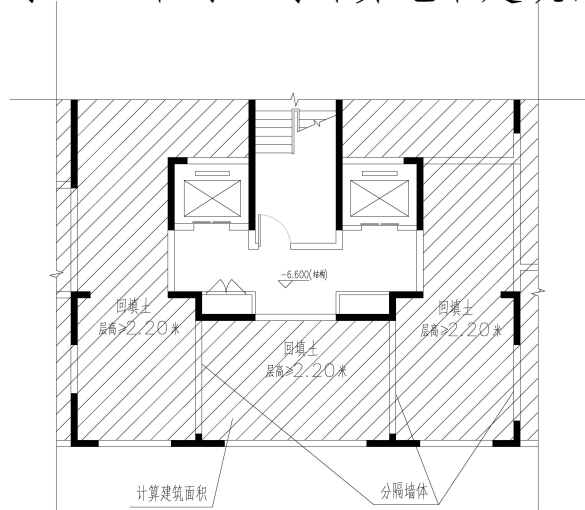 -6.600(结构)
回填土
层高≥2.20米
回填土
层高≥2.20米
回填土
层高≥2.20米
计算建筑面积
分隔墙体